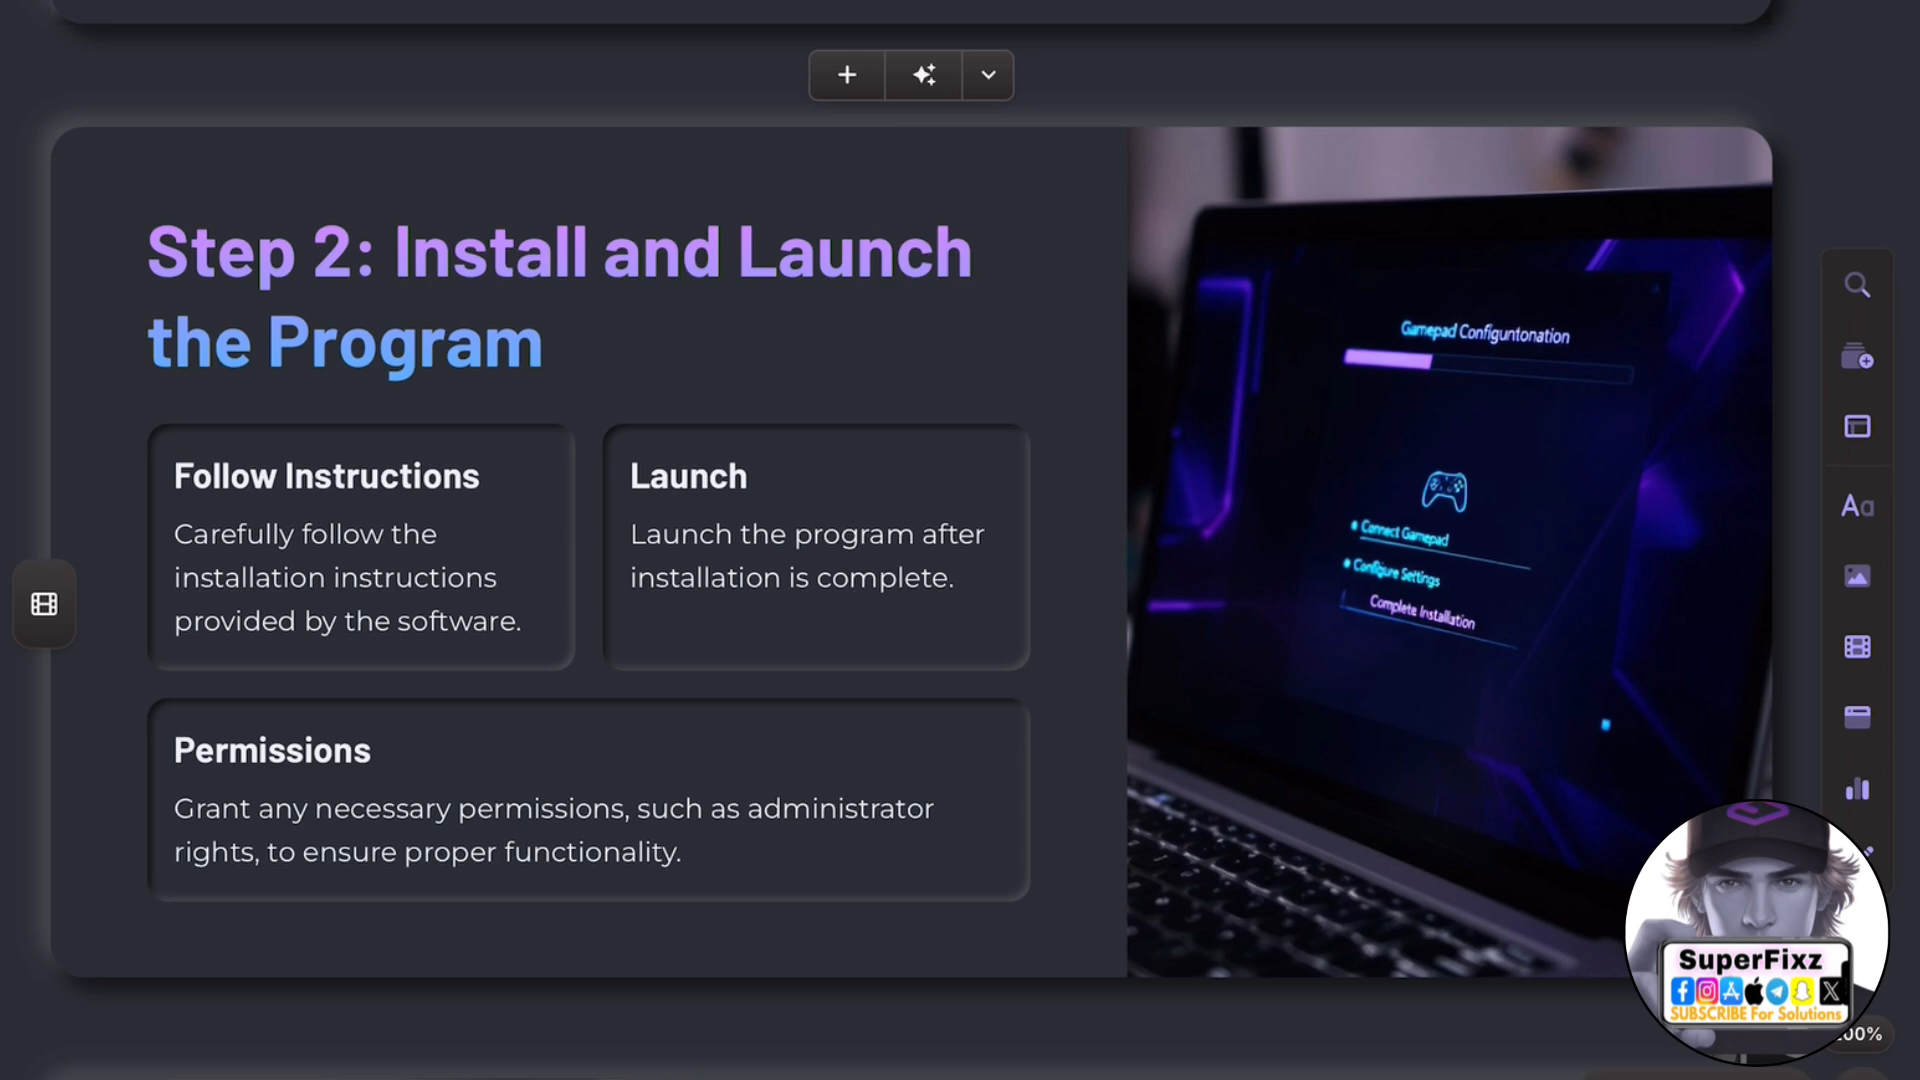 Step 2: Install and Launch
the Program
Follow Instructions
Carefully follow the
installation instructions
provided by the software.
Launch
Launch the program after
installation is complete.
Permissions
Grant any necessary permissions, such as administrator
rights, to ensure proper functionality.
Gamepad Configuntonation
Connect Gamepad
Configure Settings
Complete Installation
Aa
SuperFixz
SUBSCRIBE For Solutions
00%